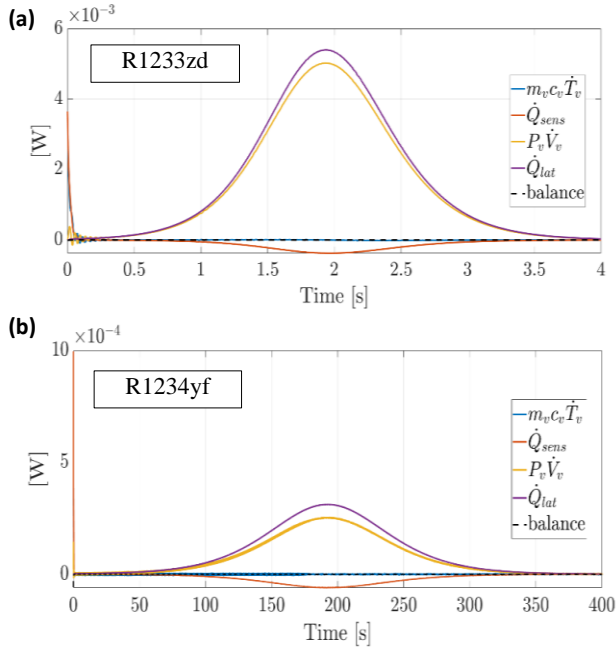 (a)
×10⁻³
R1233zd
6
4
2
0
[W]
m_v c_v Ṫ_v
Q̇_sens
P_v V̇_v
Q̇_lat
balance
0 0.5 1 1.5 2 2.5 3 3.5 4
Time [s]
(b)
×10⁻⁴
R1234yf
10
5
0
[W]
m_v c_v Ṫ_v
Q̇_sens
P_v V̇_v
Q̇_lat
balance
0 50 100 150 200 250 300 350 400
Time [s]